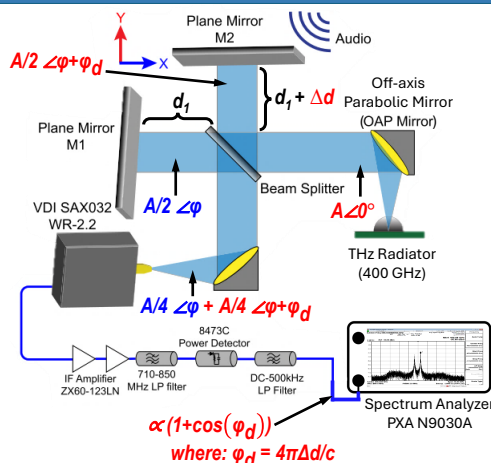 Y
X
Plane Mirror
M2
Audio
A/2 ∠φ+φd
d1
d1 + Δd
Off-axis
Parabolic Mirror
(OAP Mirror)
Plane Mirror
M1
Beam Splitter
A/2 ∠φ
A∠0°
VDI SAX032
WR-2.2
THz Radiator
(400 GHz)
A/4 ∠φ + A/4 ∠φ+φd
8473C
Power Detector
IF Amplifier
ZX60-123LN
710-850
MHz LP filter
DC-500kHz
LP Filter
Spectrum Analyzer
PXA N9030A
∝(1+cos(φd))
where: φd = 4πΔd/c